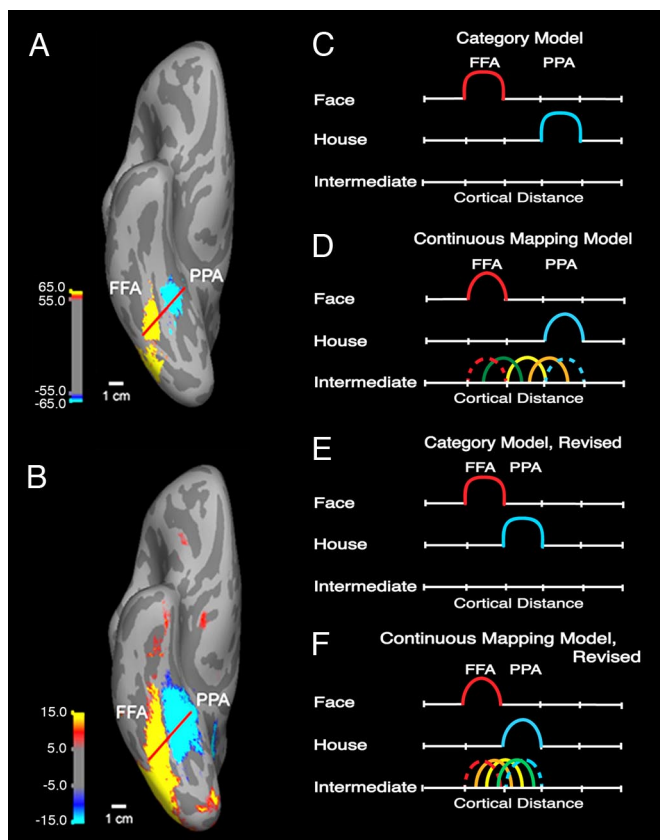 A
FFA
PPA
65.0
55.0
-55.0
-65.0
1 cm
B
FFA
PPA
15.0
5.0
-5.0
-15.0
1 cm
C
Category Model
FFA PPA
Face
House
Intermediate
Cortical Distance
D
Continuous Mapping Model
FFA PPA
Face
House
Intermediate
Cortical Distance
E
Category Model, Revised
FFA PPA
Face
House
Intermediate
Cortical Distance
F
Continuous Mapping Model,
Revised
FFA PPA
Face
House
Intermediate
Cortical Distance